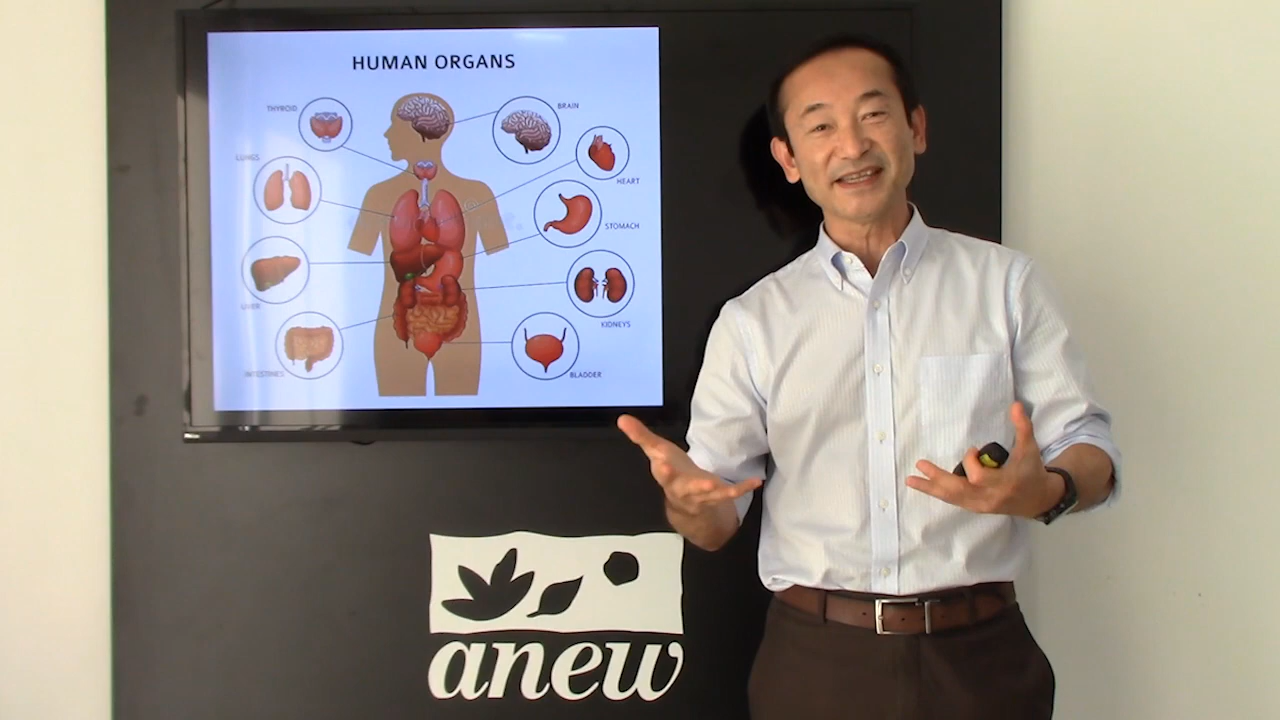 HUMAN ORGANS
THYROID
BRAIN
LUNGS
HEART
STOMACH
LIVER
KIDNEYS
INTESTINES
BLADDER
anew